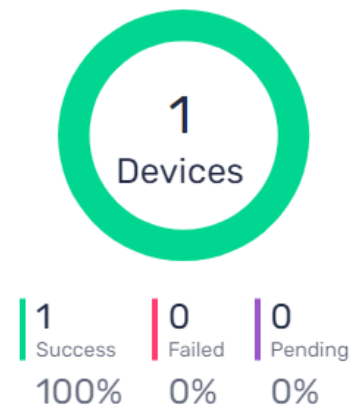 1
Devices
1 0 0
Success Failed Pending
100% 0% 0%